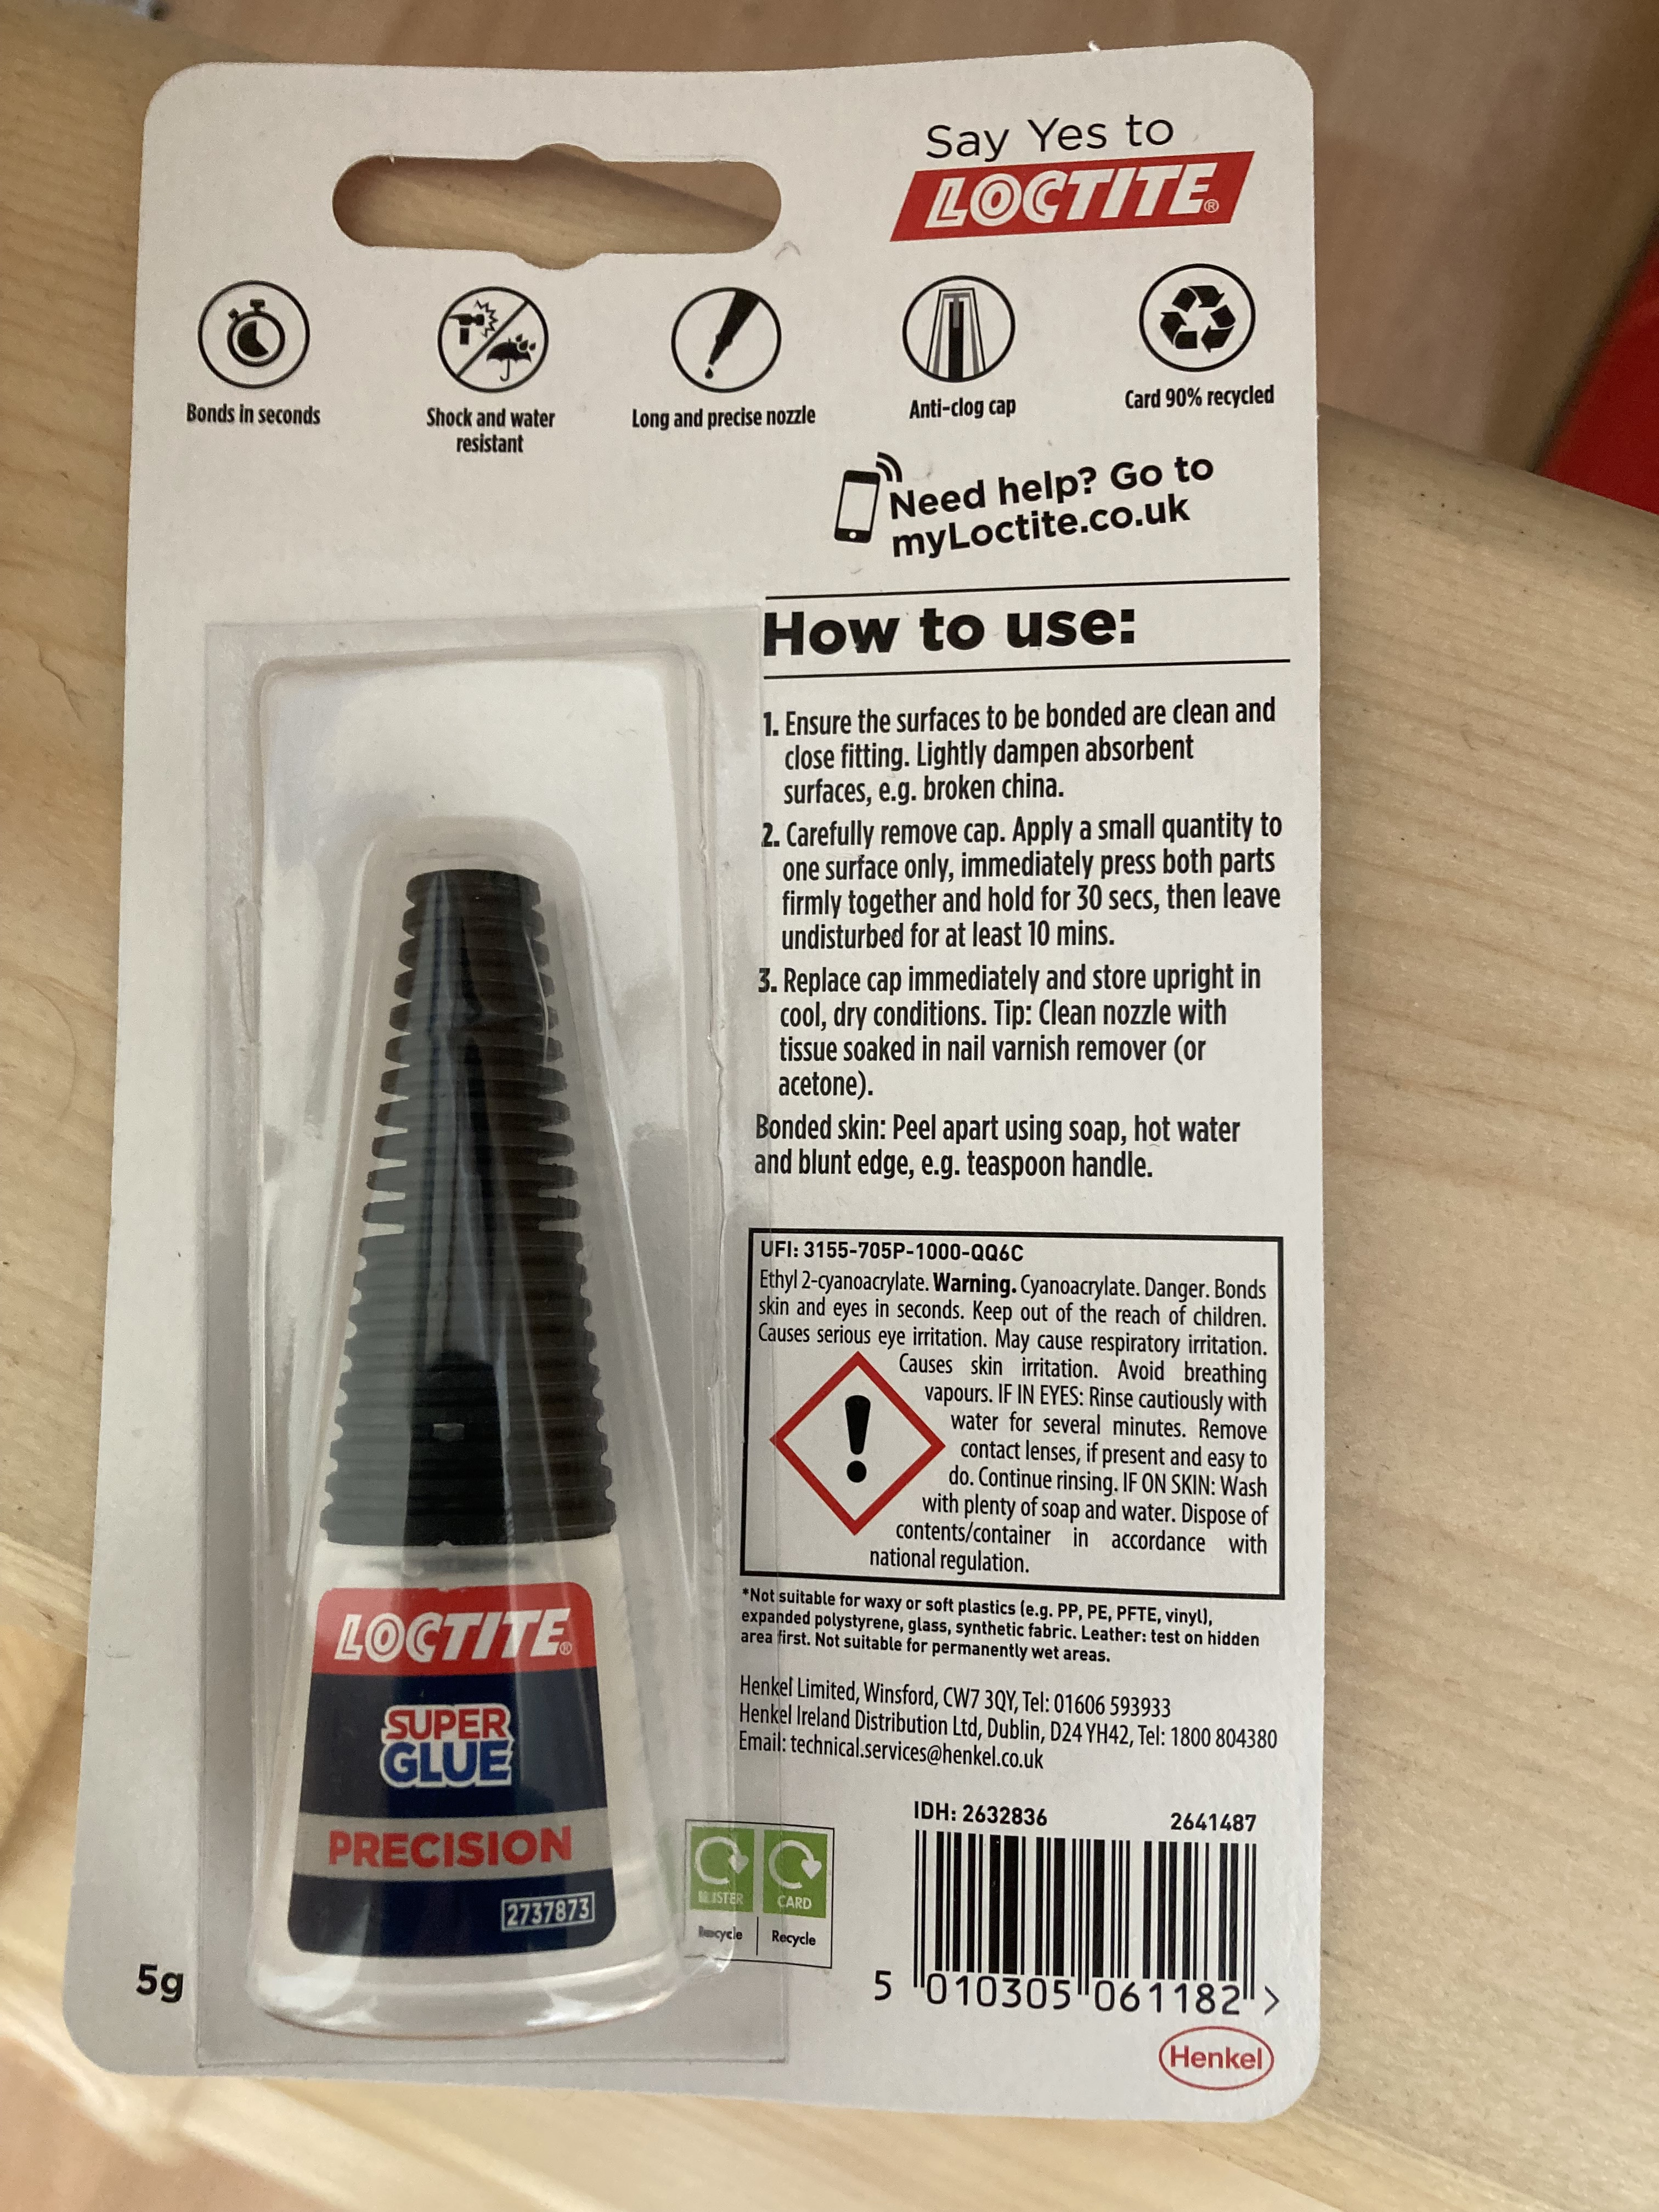 Say Yes to
LOCTITE®
Bonds in seconds
Shock and water
resistant
Long and precise nozzle
Anti-clog cap
Card 90% recycled
Need help? Go to
myLoctite.co.uk
How to use:
1. Ensure the surfaces to be bonded are clean and
close fitting. Lightly dampen absorbent
surfaces, e.g. broken china.
2. Carefully remove cap. Apply a small quantity to
one surface only, immediately press both parts
firmly together and hold for 30 secs, then leave
undisturbed for at least 10 mins.
3. Replace cap immediately and store upright in
cool, dry conditions. Tip: Clean nozzle with
tissue soaked in nail varnish remover (or
acetone).
Bonded skin: Peel apart using soap, hot water
and blunt edge, e.g. teaspoon handle.
UFI: 3155-705P-1000-QQ6C
Ethyl 2-cyanoacrylate. Warning. Cyanoacrylate. Danger. Bonds
skin and eyes in seconds. Keep out of the reach of children.
Causes serious eye irritation. May cause respiratory irritation.
Causes skin irritation. Avoid breathing
vapours. IF IN EYES: Rinse cautiously with
water for several minutes. Remove
contact lenses, if present and easy to
do. Continue rinsing. IF ON SKIN: Wash
with plenty of soap and water. Dispose of
contents/container in accordance with
national regulation.
*Not suitable for waxy or soft plastics (e.g. PP, PE, PFTE, vinyl),
expanded polystyrene, glass, synthetic fabric. Leather: test on hidden
area first. Not suitable for permanently wet areas.
Henkel Limited, Winsford, CW7 3QY, Tel: 01606 593933
Henkel Ireland Distribution Ltd, Dublin, D24 YH42, Tel: 1800 804380
Email: technical.services@henkel.co.uk
LOCTITE®
SUPER
GLUE
PRECISION
2737873
5g
BLISTER
Recycle
CARD
Recycle
IDH: 2632836
2641487
5 010305 061182 >
Henkel